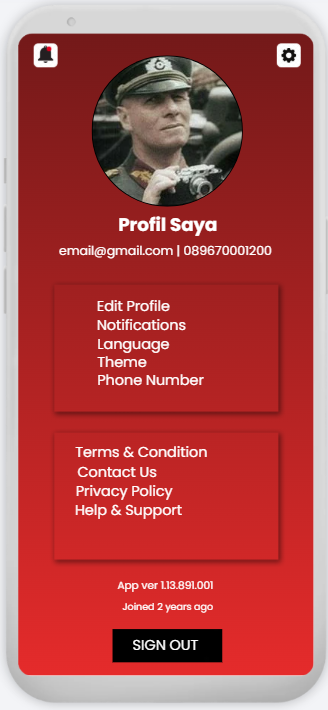 Profil Saya
email@gmail.com | 089670001200
Edit Profile
Notifications
Language
Theme
Phone Number
Terms & Condition
Contact Us
Privacy Policy
Help & Support
App ver 1.13.891.001
Joined 2 years ago
SIGN OUT